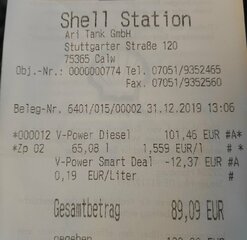 Shell Station
Ari Tank GmbH
Stuttgarter Straße 120
75365 Calw
Obj.-Nr.: 0000000774 Tel. 07051/9352465
Fax. 07051/9352560
Beleg-Nr. 6401/015/00002 31.12.2019 13:06
*000012 V-Power Diesel 101,46 EUR #A*
*Zp 02 65,08 l 1,559 EUR/l # *
V-Power Smart Deal -12,37 EUR #A
0,19 EUR/Liter #
Gesamtbetrag 89,09 EUR
gegeben